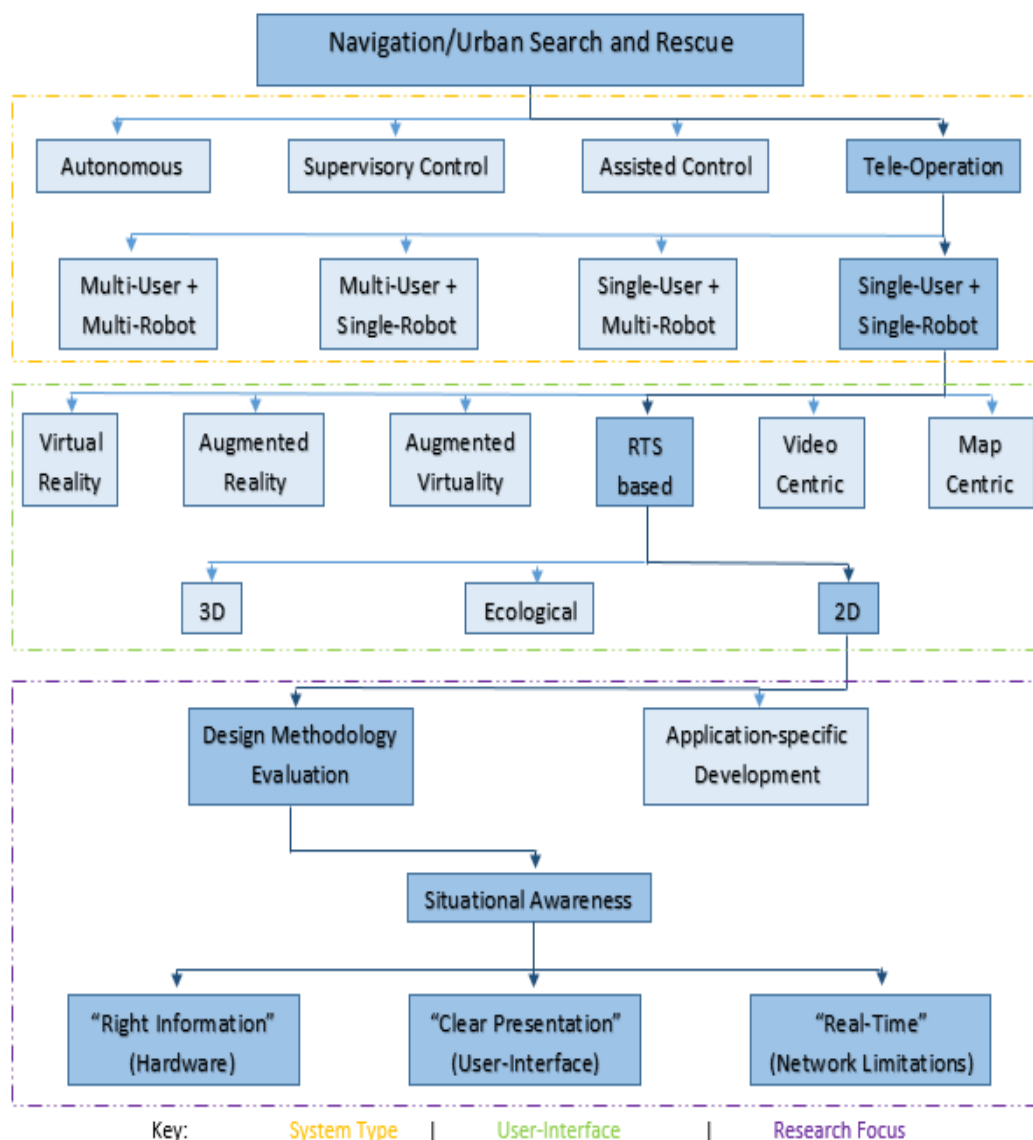 Navigation/Urban Search and Rescue
Autonomous
Supervisory Control
Assisted Control
Tele-Operation
Multi-User +
Multi-Robot
Multi-User +
Single-Robot
Single-User +
Multi-Robot
Single-User +
Single-Robot
Virtual
Reality
Augmented
Reality
Augmented
Virtuality
RTS
based
Video
Centric
Map
Centric
3D
Ecological
2D
Design Methodology
Evaluation
Application-specific
Development
Situational Awareness
“Right Information”
(Hardware)
“Clear Presentation”
(User-Interface)
“Real-Time”
(Network Limitations)
Key: System Type | User-Interface | Research Focus